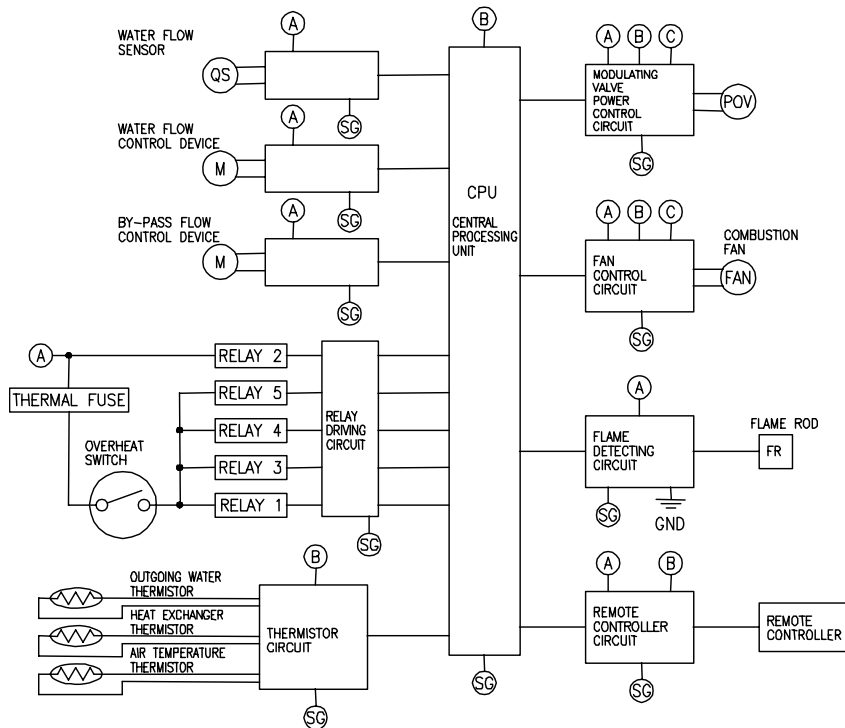 WATER FLOW
SENSOR
A
QS
SG
WATER FLOW
CONTROL DEVICE
A
M
SG
BY-PASS FLOW
CONTROL DEVICE
A
M
SG
A
THERMAL FUSE
OVERHEAT
SWITCH
RELAY 2
RELAY 5
RELAY 4
RELAY 3
RELAY 1
RELAY
DRIVING
CIRCUIT
SG
OUTGOING WATER
THERMISTOR
HEAT EXCHANGER
THERMISTOR
AIR TEMPERATURE
THERMISTOR
B
THERMISTOR
CIRCUIT
SG
B
CPU
CENTRAL
PROCESSING
UNIT
SG
A B C
MODULATING
VALVE
POWER
CONTROL
CIRCUIT
POV
SG
A B C
FAN
CONTROL
CIRCUIT
COMBUSTION
FAN
FAN
SG
A
FLAME
DETECTING
CIRCUIT
FLAME ROD
FR
SG
GND
A B
REMOTE
CONTROLLER
CIRCUIT
SG
REMOTE
CONTROLLER